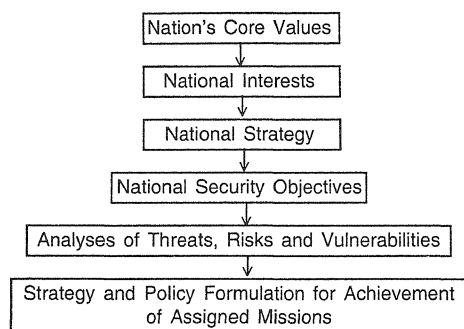 Nation's Core Values
National Interests
National Strategy
National Security Objectives
Analyses of Threats, Risks and Vulnerabilities
Strategy and Policy Formulation for Achievement
of Assigned Missions